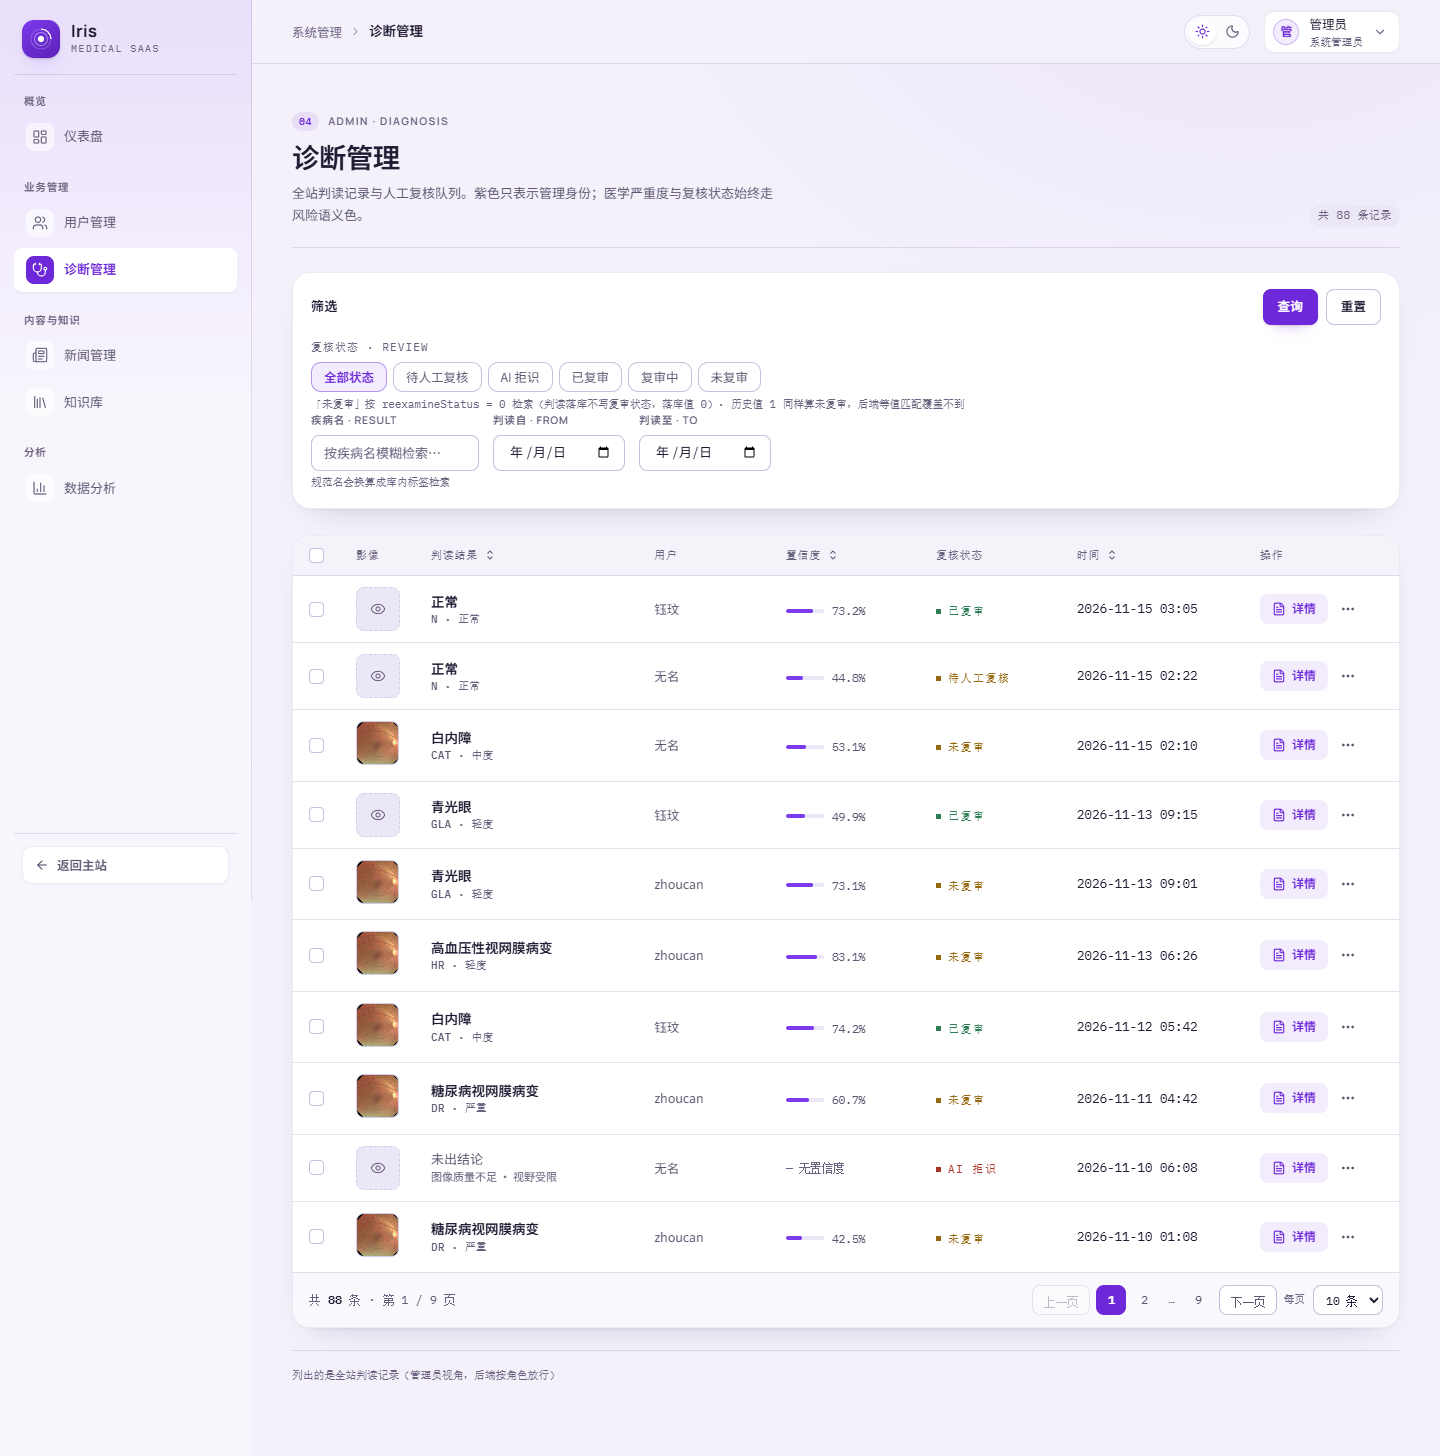 Iris
MEDICAL SAAS
概览
仪表盘
业务管理
用户管理
诊断管理
内容与知识
新闻管理
知识库
分析
数据分析
返回主站
系统管理 > 诊断管理
管 管理员
系统管理员
04 ADMIN · DIAGNOSIS
诊断管理
全站判读记录与人工复核队列。紫色只表示管理身份；医学严重度与复核状态始终走
风险语义色。
共 88 条记录
筛选
查询 重置
复核状态 · REVIEW
全部状态 待人工复核 AI 拒识 已复审 复审中 未复审
「未复审」按 reexamineStatus = 0 检索（判读落库不写复审状态，落库值 0）· 历史值 1 同样算未复审，后端等值匹配覆盖不到
疾病名 · RESULT 判读自 · FROM 判读至 · TO
按疾病名模糊检索… 年 /月/日 年 /月/日
规范名会换算成库内标签检索
影像 判读结果 用户 置信度 复核状态 时间 操作
正常 钰玟 73.2% 已复审 2026-11-15 03:05 详情 ···
N · 正常
正常 无名 44.8% 待人工复核 2026-11-15 02:22 详情 ···
N · 正常
白内障 无名 53.1% 未复审 2026-11-15 02:10 详情 ···
CAT · 中度
青光眼 钰玟 49.9% 已复审 2026-11-13 09:15 详情 ···
GLA · 轻度
青光眼 zhoucan 73.1% 未复审 2026-11-13 09:01 详情 ···
GLA · 轻度
高血压性视网膜病变 zhoucan 83.1% 未复审 2026-11-13 06:26 详情 ···
HR · 轻度
白内障 钰玟 74.2% 已复审 2026-11-12 05:42 详情 ···
CAT · 中度
糖尿病视网膜病变 zhoucan 60.7% 未复审 2026-11-11 04:42 详情 ···
DR · 严重
未出结论 无名 — 无置信度 AI 拒识 2026-11-10 06:08 详情 ···
图像质量不足 · 视野受限
糖尿病视网膜病变 zhoucan 42.5% 未复审 2026-11-10 01:08 详情 ···
DR · 严重
共 88 条 · 第 1 / 9 页 上一页 1 2 … 9 下一页 每页 10 条
列出的是全站判读记录（管理员视角，后端按角色放行）